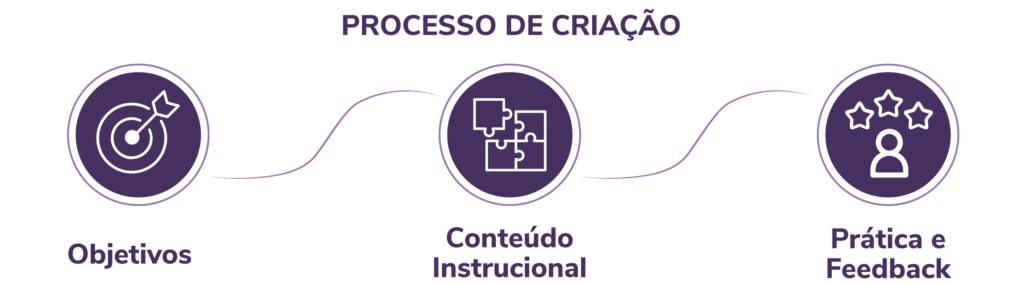 PROCESSO DE CRIAÇÃO
Objetivos
Conteúdo
Instrucional
Prática e
Feedback